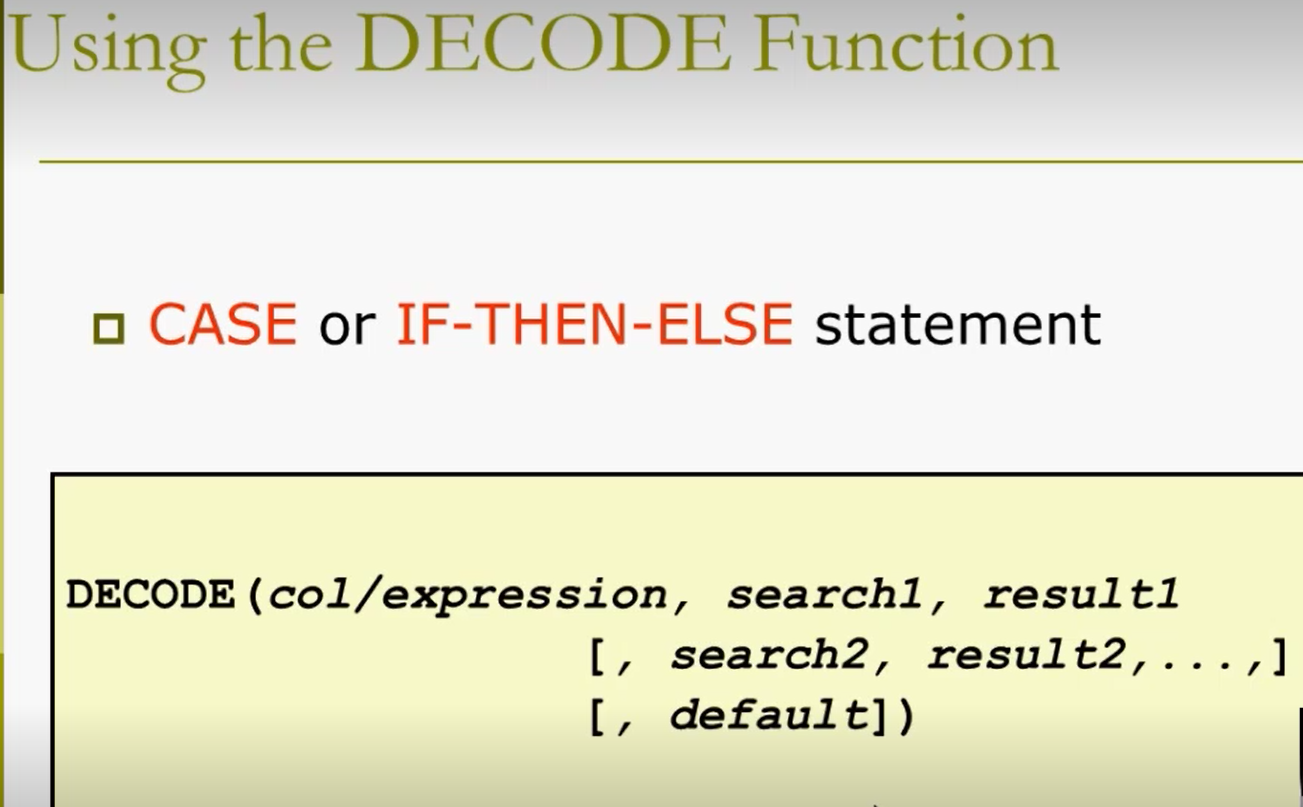 Using the DECODE Function
CASE or IF-THEN-ELSE statement
DECODE(col/expression, search1, result1
[, search2, result2,...,]
[, default])